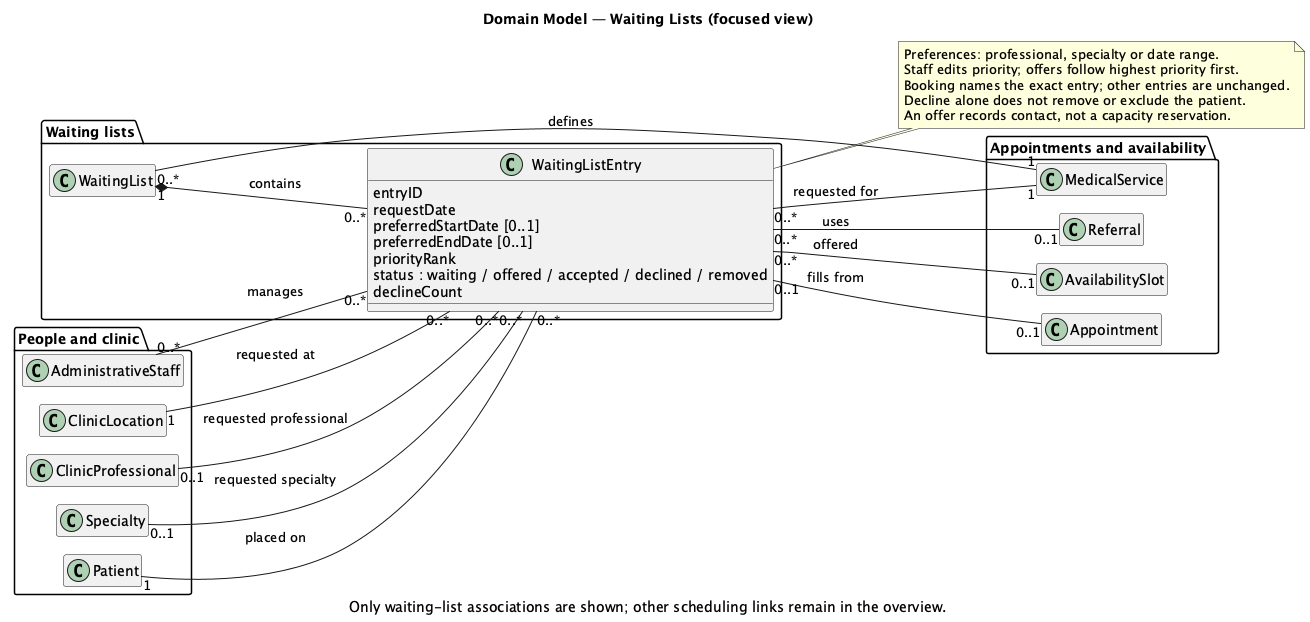 Domain Model — Waiting Lists (focused view)
Preferences: professional, specialty or date range.
Staff edits priority; offers follow highest priority first.
Booking names the exact entry; other entries are unchanged.
Decline alone does not remove or exclude the patient.
An offer records contact, not a capacity reservation.
Waiting lists
defines
Appointments and availability
WaitingList
0..*
1
contains
0..*
WaitingListEntry
entryID
requestDate
preferredStartDate [0..1]
preferredEndDate [0..1]
priorityRank
status : waiting / offered / accepted / declined / removed
declineCount
1
MedicalService
requested for
0..*
1
uses
0..*
0..1
Referral
offered
0..*
0..1
AvailabilitySlot
fills from
0..1
0..1
Appointment
manages
0..*
0..*
People and clinic
AdministrativeStaff
requested at
0..*
1
ClinicLocation
requested professional
0..*
0..1
ClinicProfessional
requested specialty
0..*
0..1
Specialty
placed on
0..*
1
Patient
Only waiting-list associations are shown; other scheduling links remain in the overview.